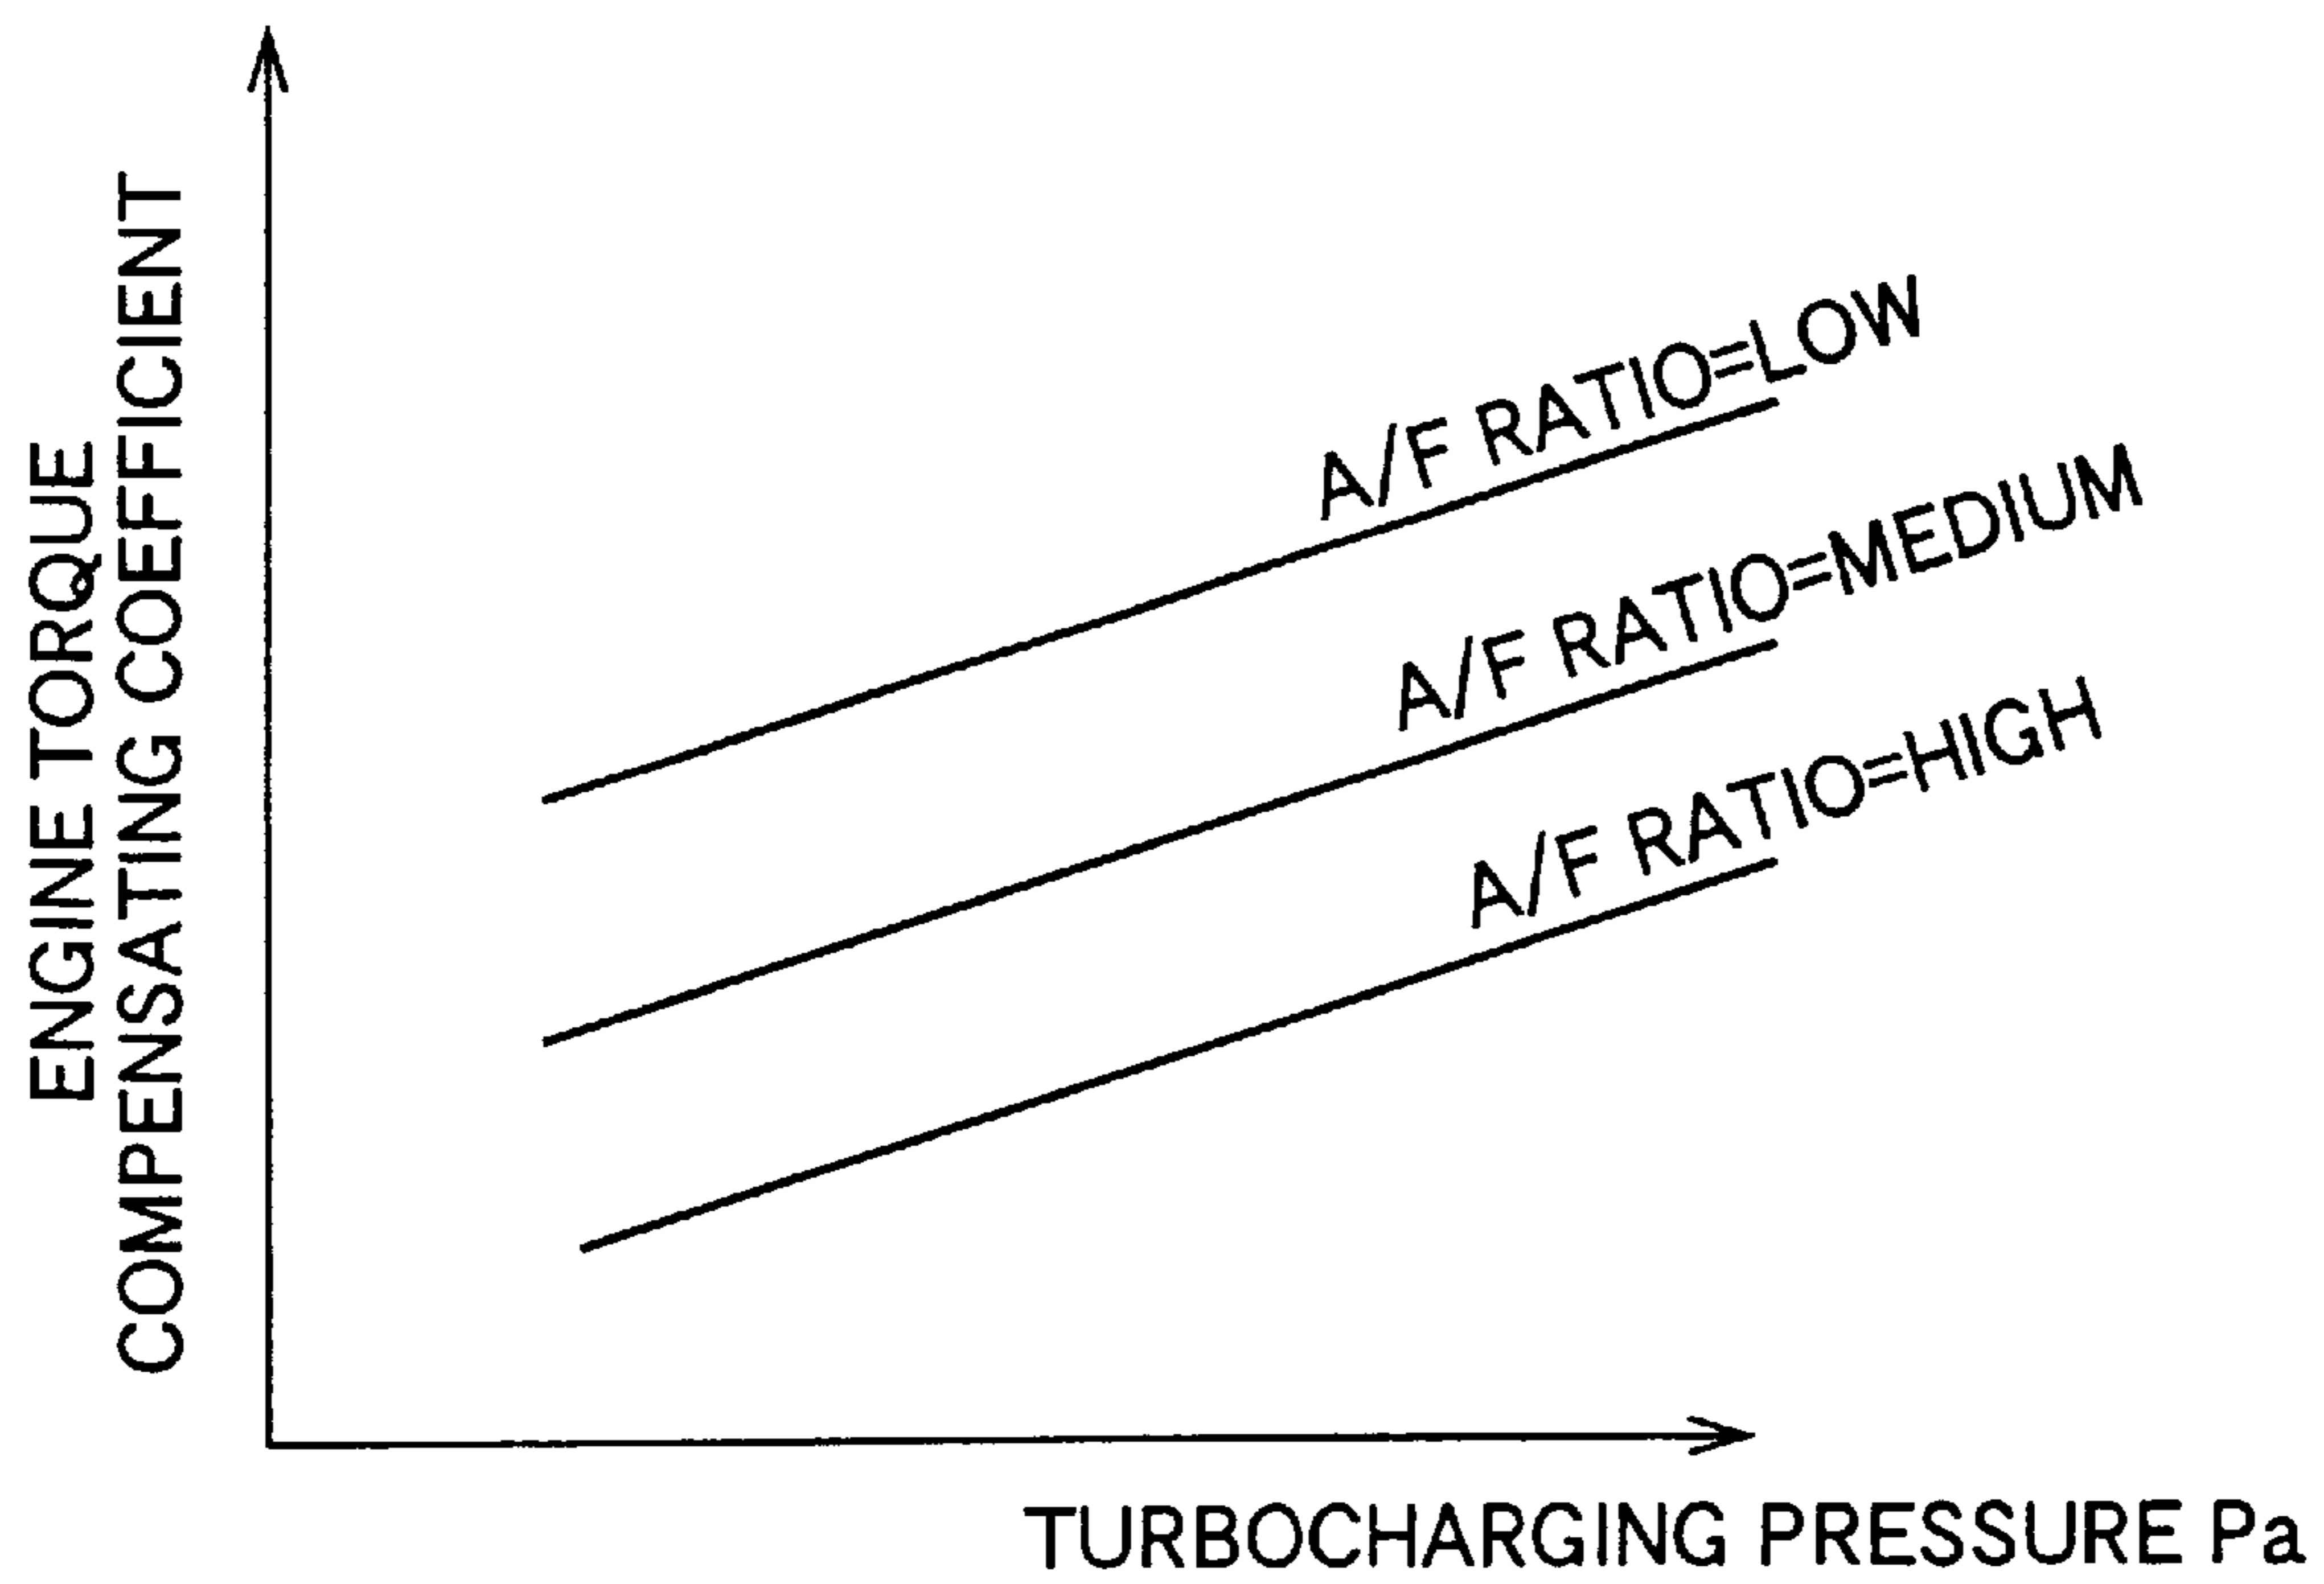 ENGINE TORQUE
COMPENSATING COEFFICIENT
A/F RATIO=LOW
A/F RATIO=MEDIUM
A/F RATIO=HIGH
TURBOCHARGING PRESSURE Pa